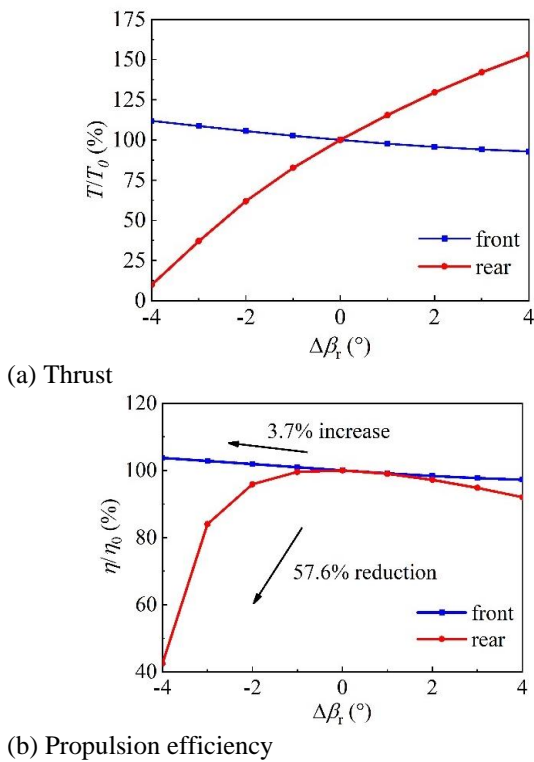 175
150
125
100
75
50
25
0
T/T₀ (%)
front
rear
-4 -2 0 2 4
Δβᵣ (°)
(a) Thrust
120
100
80
60
40
η/η₀ (%)
3.7% increase
57.6% reduction
front
rear
-4 -2 0 2 4
Δβᵣ (°)
(b) Propulsion efficiency